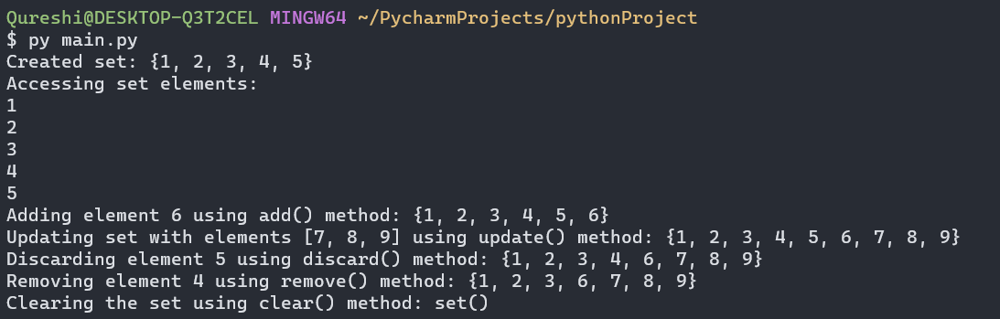 Qureshi@DESKTOP-Q3T2CEL MINGW64 ~/PycharmProjects/pythonProject
$ py main.py
Created set: {1, 2, 3, 4, 5}
Accessing set elements:
1
2
3
4
5
Adding element 6 using add() method: {1, 2, 3, 4, 5, 6}
Updating set with elements [7, 8, 9] using update() method: {1, 2, 3, 4, 5, 6, 7, 8, 9}
Discarding element 5 using discard() method: {1, 2, 3, 4, 6, 7, 8, 9}
Removing element 4 using remove() method: {1, 2, 3, 6, 7, 8, 9}
Clearing the set using clear() method: set()